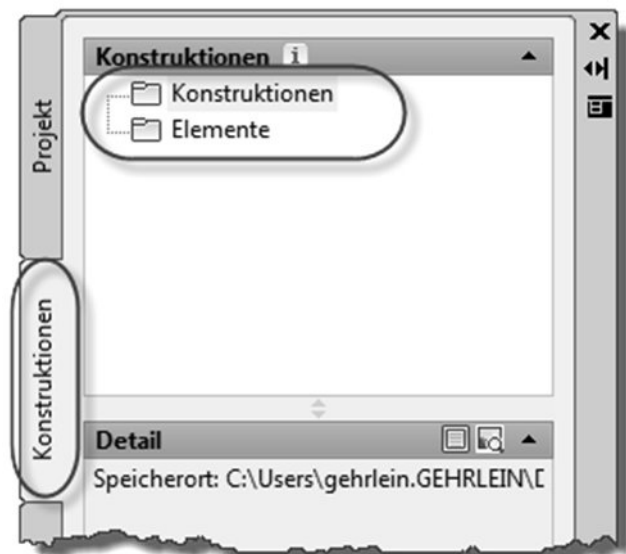 Konstruktionen i
Konstruktionen
Elemente
Projekt
Konstruktionen
Detail
Speicherort: C:\Users\gehrlein.GEHRLEIN\D